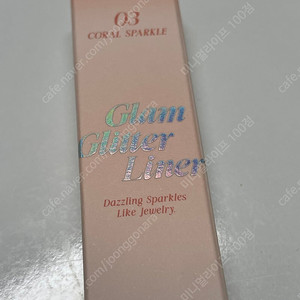 03
CORAL SPARKLE
Glam
Glitter
Liner
Dazzling Sparkles
Like Jewelry.